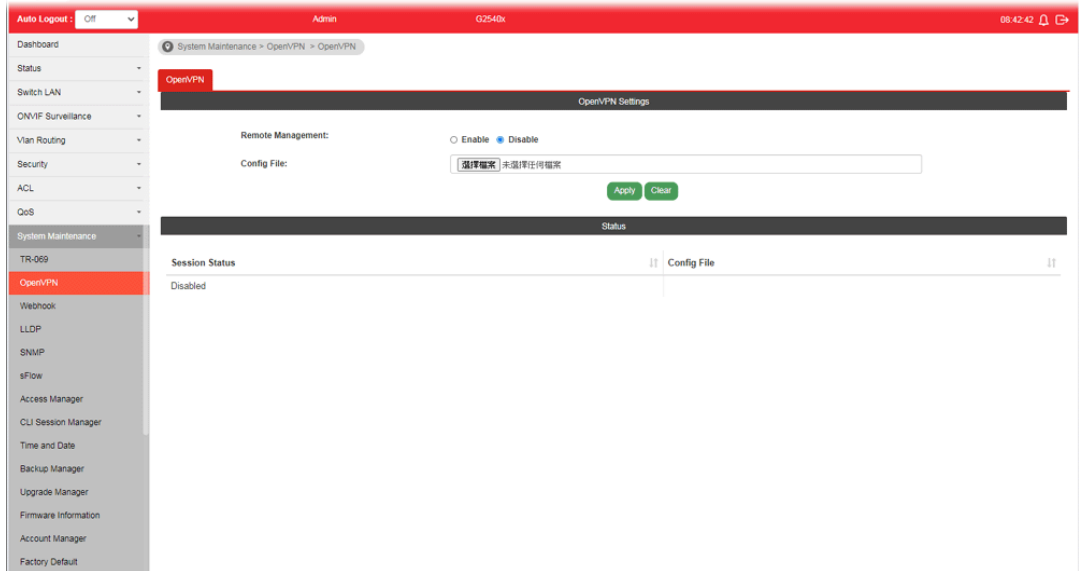 Auto Logout : Off Admin G2540x 08:42:42
Dashboard
Status
Switch LAN
ONVIF Surveillance
Vlan Routing
Security
ACL
QoS
System Maintenance
TR-069
OpenVPN
Webhook
LLDP
SNMP
sFlow
Access Manager
CLI Session Manager
Time and Date
Backup Manager
Upgrade Manager
Firmware Information
Account Manager
Factory Default
System Maintenance > OpenVPN > OpenVPN
OpenVPN
OpenVPN Settings
Remote Management: Enable Disable
Config File: 選擇檔案 未選擇任何檔案
Apply Clear
Status
Session Status Config File
Disabled